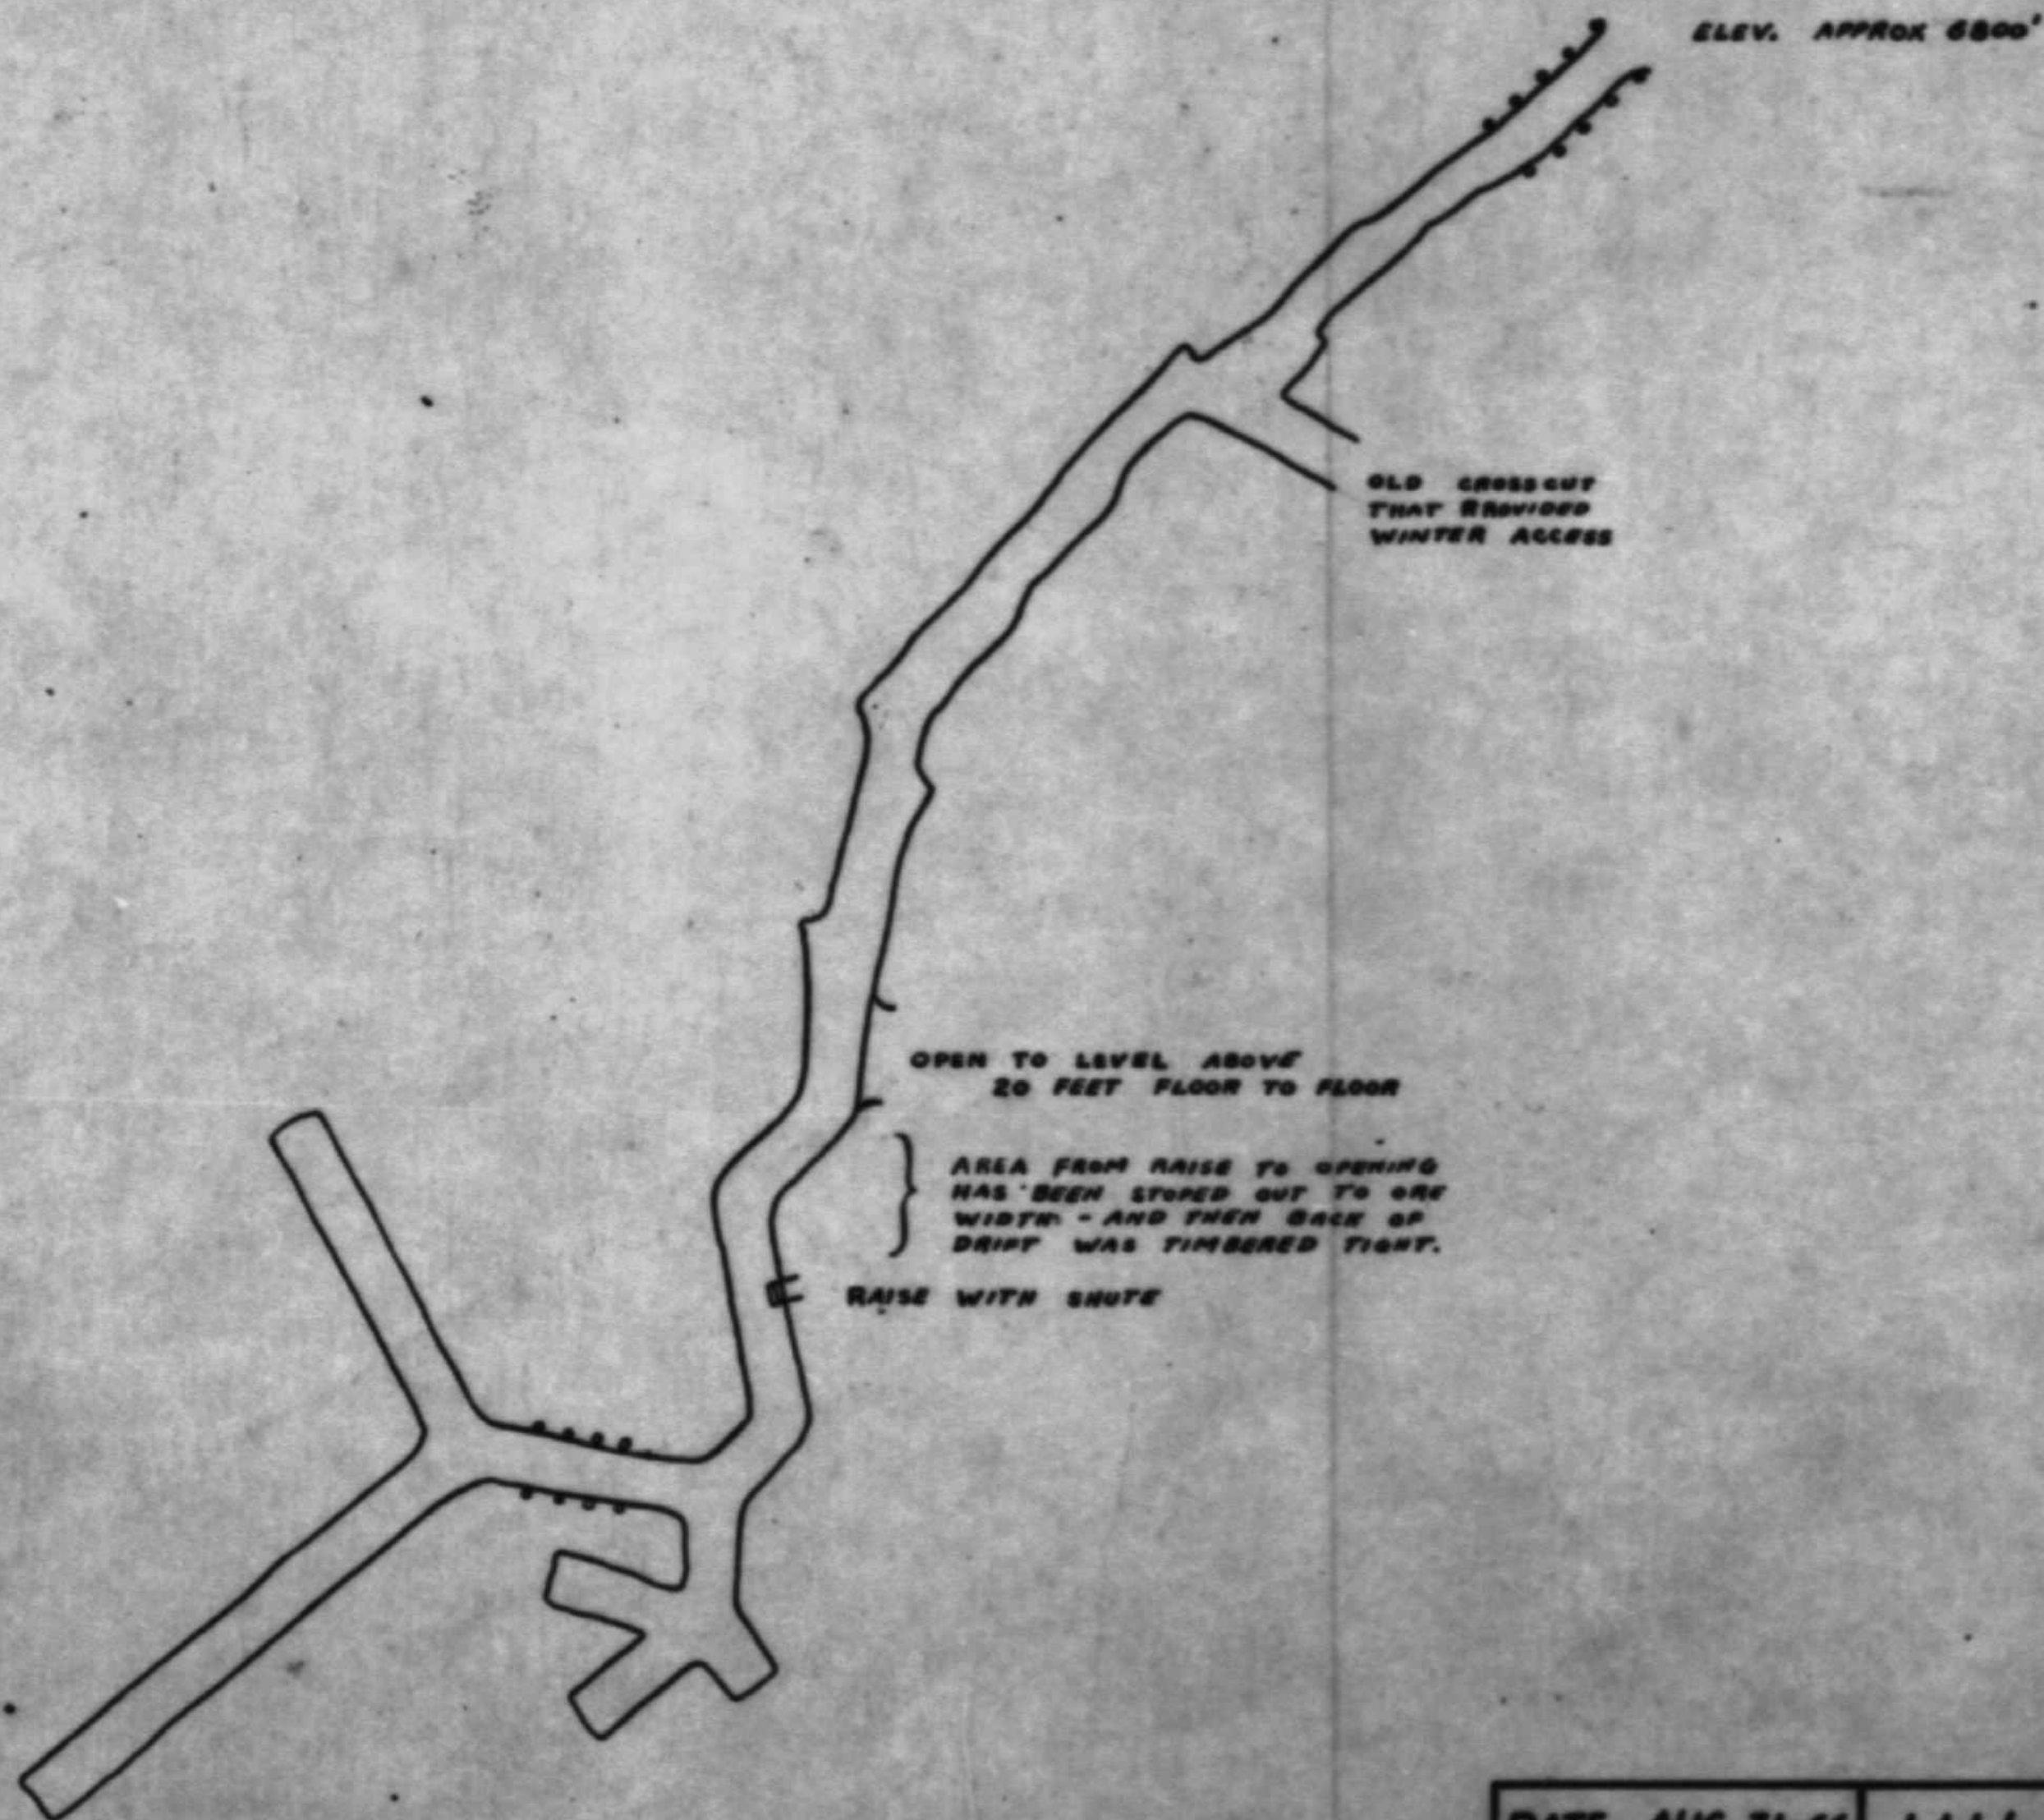 ELEV. APPROX 6800'
OLD CROSSCUT
THAT PROVIDED
WINTER ACCESS
OPEN TO LEVEL ABOVE
20 FEET FLOOR TO FLOOR
AREA FROM RAISE TO OPENING
HAS BEEN STOPED OUT TO ORE
WIDTH - AND THEN BACK OF
DRIFT WAS TIMBERED TIGHT.
RAISE WITH SHUTE
DATE AUG